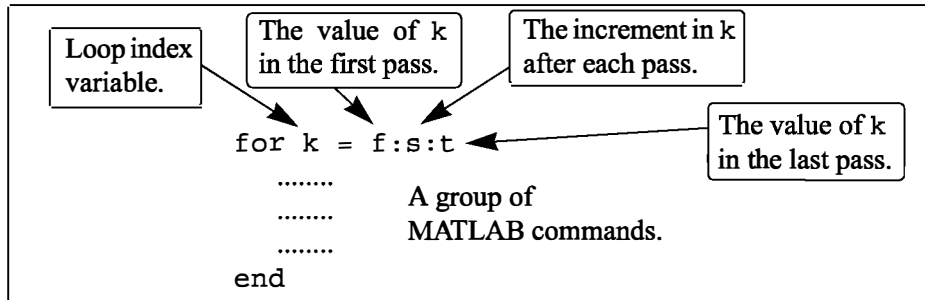 Loop index
variable.
The value of k
in the first pass.
The increment in k
after each pass.
for k = f:s:t
The value of k
in the last pass.
........
........
........
A group of
MATLAB commands.
end